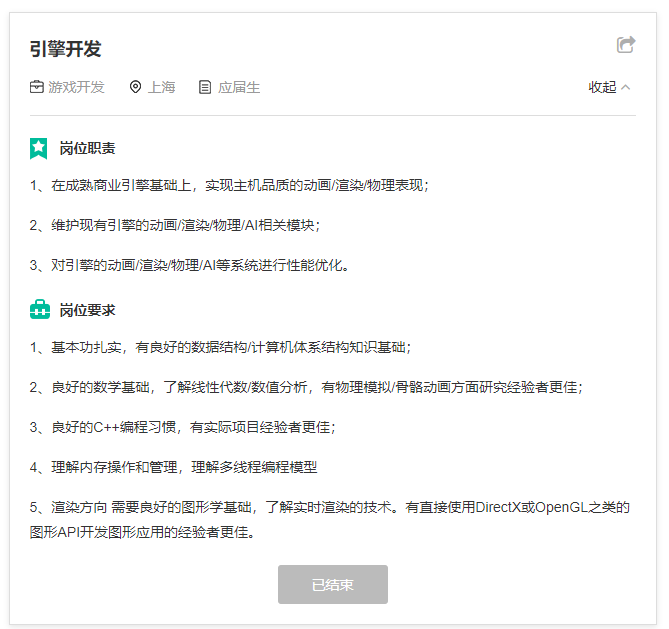 引擎开发
游戏开发 上海 应届生 收起
岗位职责
1、在成熟商业引擎基础上，实现主机品质的动画/渲染/物理表现；
2、维护现有引擎的动画/渲染/物理/AI相关模块；
3、对引擎的动画/渲染/物理/AI等系统进行性能优化。
岗位要求
1、基本功扎实，有良好的数据结构/计算机体系结构知识基础；
2、良好的数学基础，了解线性代数/数值分析，有物理模拟/骨骼动画方面研究经验者更佳；
3、良好的C++编程习惯，有实际项目经验者更佳；
4、理解内存操作和管理，理解多线程编程模型
5、渲染方向 需要良好的图形学基础，了解实时渲染的技术。有直接使用DirectX或OpenGL之类的
图形API开发图形应用的经验者更佳。
已结束